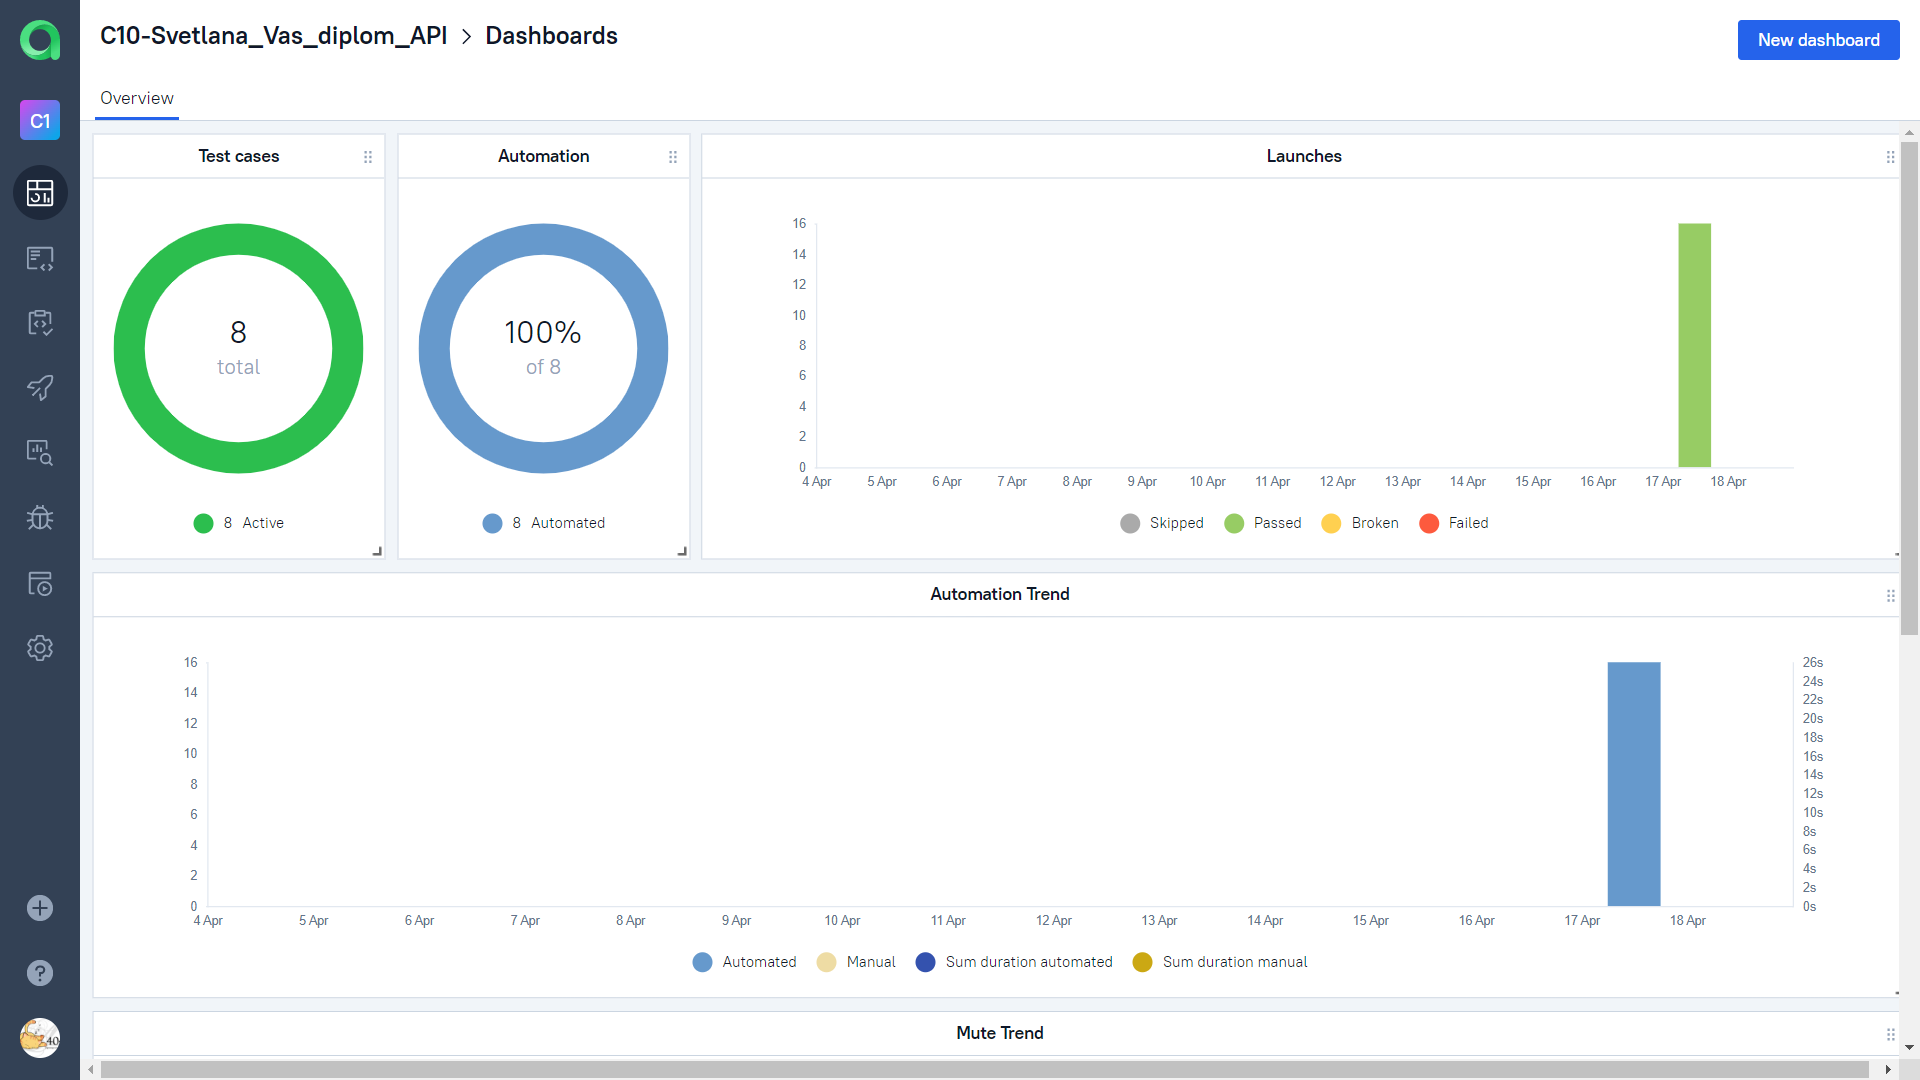 C10-Svetlana_Vas_diplom_API > Dashboards
New dashboard
Overview
C1
Test cases
8
total
8 Active
Automation
100%
of 8
8 Automated
Launches
16
14
12
10
8
6
4
2
0
4 Apr 5 Apr 6 Apr 7 Apr 8 Apr 9 Apr 10 Apr 11 Apr 12 Apr 13 Apr 14 Apr 15 Apr 16 Apr 17 Apr 18 Apr
Skipped Passed Broken Failed
Automation Trend
16
14
12
10
8
6
4
2
0
26s
24s
22s
20s
18s
16s
14s
12s
10s
8s
6s
4s
2s
0s
4 Apr 5 Apr 6 Apr 7 Apr 8 Apr 9 Apr 10 Apr 11 Apr 12 Apr 13 Apr 14 Apr 15 Apr 16 Apr 17 Apr 18 Apr
Automated Manual Sum duration automated Sum duration manual
40
Mute Trend